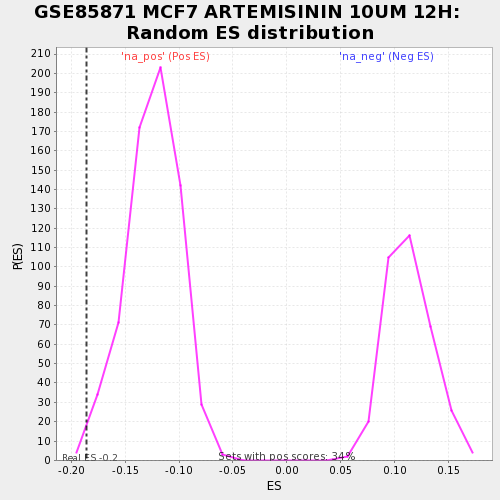 GSE85871 MCF7 ARTEMISININ 10UM 12H:
Random ES distribution
'na_pos' (Pos ES)
'na_neg' (Neg ES)
210
200
190
180
170
160
150
140
130
120
110
100
90
80
70
60
50
40
30
20
10
0
P(ES)
Real ES -0.2
Sets with pos scores: 34%
-0.20 -0.15 -0.10 -0.05 0.00 0.05 0.10 0.15
ES